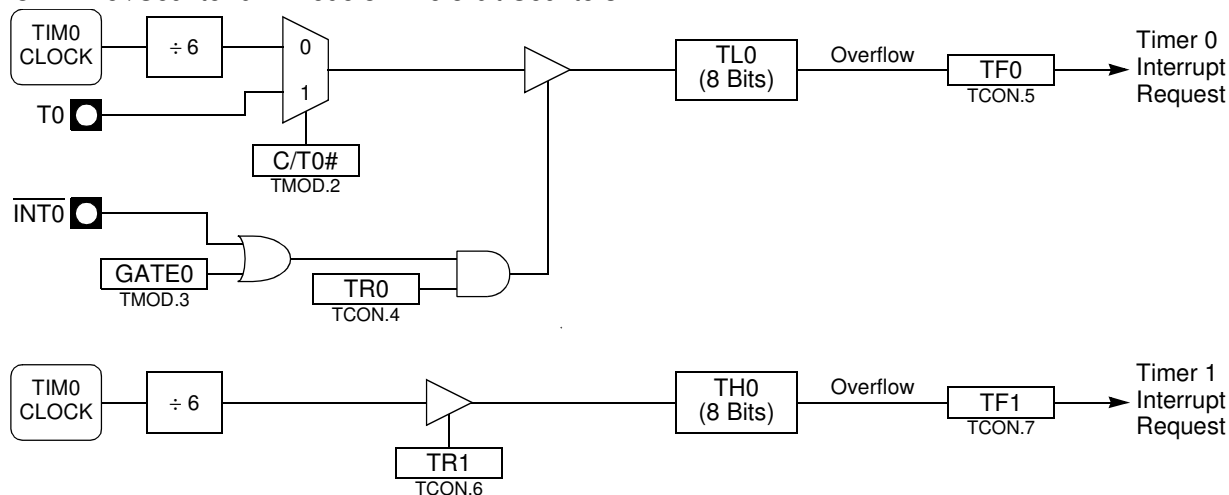 TIM0
CLOCK
÷ 6
0
1
T0
C/T0#
TMOD.2
TL0
(8 Bits)
Overflow
TF0
TCON.5
Timer 0
Interrupt
Request
INT0
GATE0
TMOD.3
TR0
TCON.4
TIM0
CLOCK
÷ 6
TR1
TCON.6
TH0
(8 Bits)
Overflow
TF1
TCON.7
Timer 1
Interrupt
Request